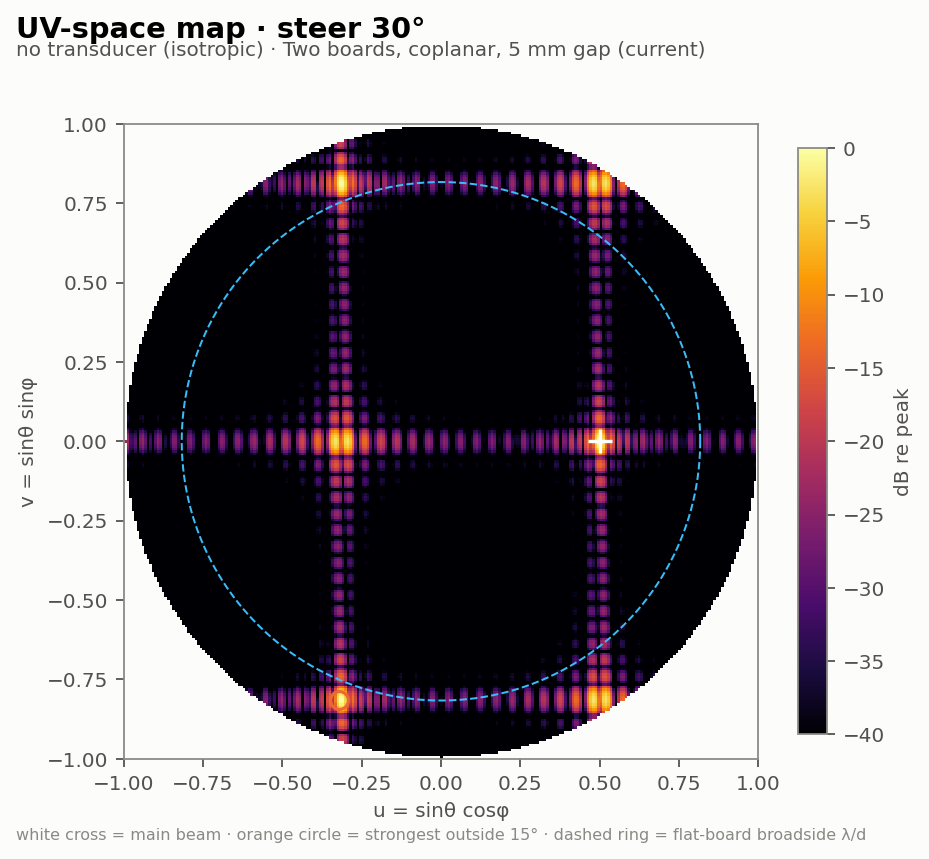 UV-space map · steer 30°
no transducer (isotropic) · Two boards, coplanar, 5 mm gap (current)
1.00
0.75
0.50
0.25
0.00
−0.25
−0.50
−0.75
−1.00
v = sinθ sinφ
−1.00 −0.75 −0.50 −0.25 0.00 0.25 0.50 0.75 1.00
u = sinθ cosφ
0
−5
−10
−15
−20
−25
−30
−35
−40
dB re peak
white cross = main beam · orange circle = strongest outside 15° · dashed ring = flat-board broadside λ/d